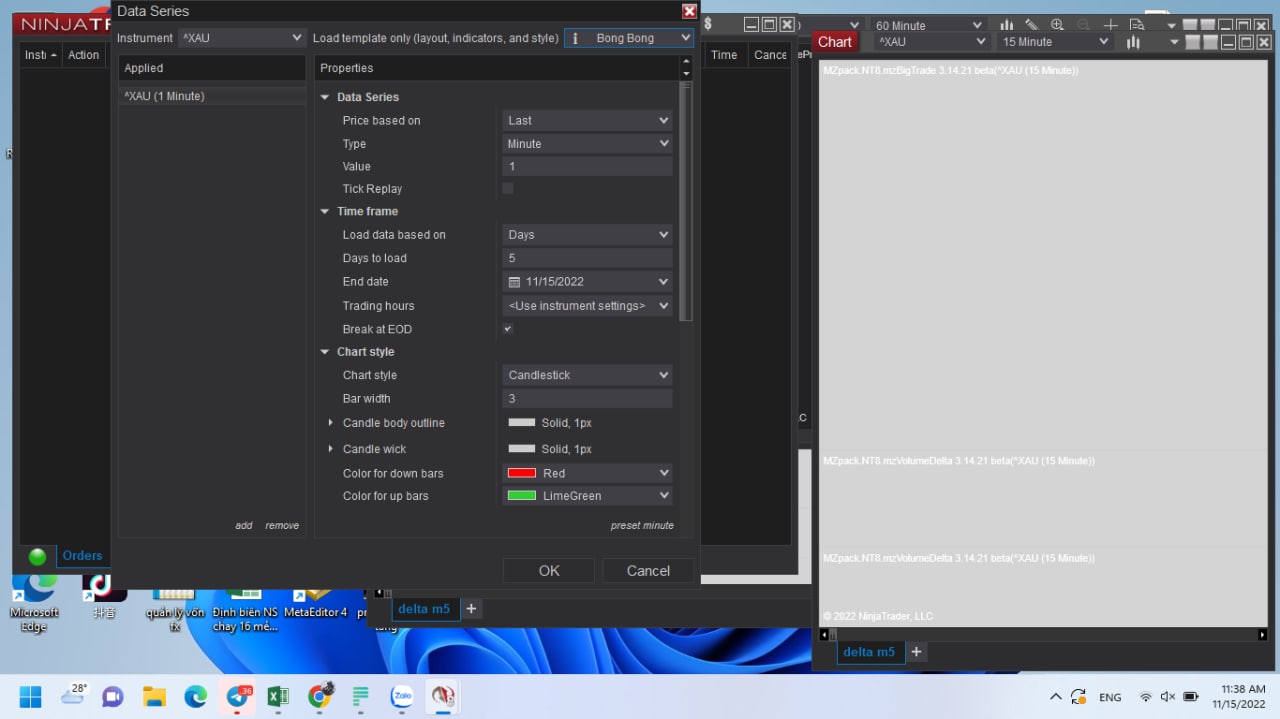 Data Series
NINJATR
Instrument ^XAU
Load template only (layout, indicators, and style) Bong Bong
Insti Action
Applied
^XAU (1 Minute)
Properties
Data Series
Price based on Last
Type Minute
Value 1
Tick Replay
Time frame
Load data based on Days
Days to load 5
End date 11/15/2022
Trading hours <Use instrument settings>
Break at EOD
Chart style
Chart style Candlestick
Bar width 3
Candle body outline Solid, 1px
Candle wick Solid, 1px
Color for down bars Red
Color for up bars LimeGreen
add remove
preset minute
OK Cancel
Orders
$
Time Cance
60 Minute
Chart ^XAU 15 Minute
MZpack.NT8.mzBigTrade 3.14.21 beta(^XAU (15 Minute))
MZpack.NT8.mzVolumeDelta 3.14.21 beta(^XAU (15 Minute))
MZpack.NT8.mzVolumeDelta 3.14.21 beta(^XAU (15 Minute))
© 2022 NinjaTrader, LLC
delta m5 +
delta m5 +
Microsoft Edge
抖音
quản lý vốn fx
Định biên NS chay 16 mẻ...
MetaEditor 4
28°
36
Zalo
ENG
11:38 AM
11/15/2022